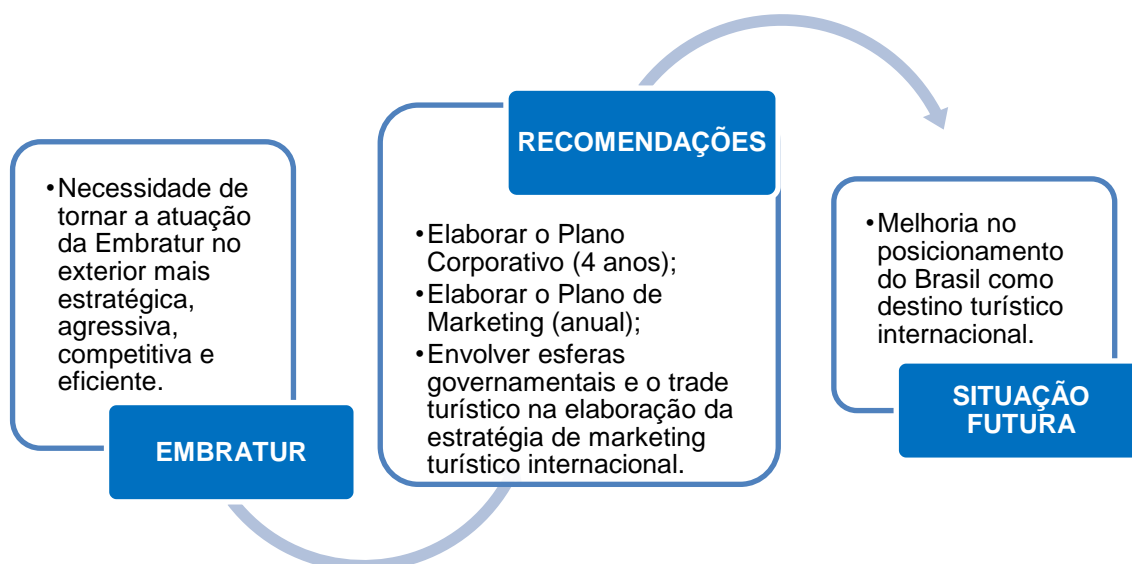 •Necessidade de
tornar a atuação
da Embratur no
exterior mais
estratégica,
agressiva,
competitiva e
eficiente.
EMBRATUR
RECOMENDAÇÕES
•Elaborar o Plano
Corporativo (4 anos);
•Elaborar o Plano de
Marketing (anual);
•Envolver esferas
governamentais e o trade
turístico na elaboração da
estratégia de marketing
turístico internacional.
•Melhoria no
posicionamento
do Brasil como
destino turístico
internacional.
SITUAÇÃO
FUTURA